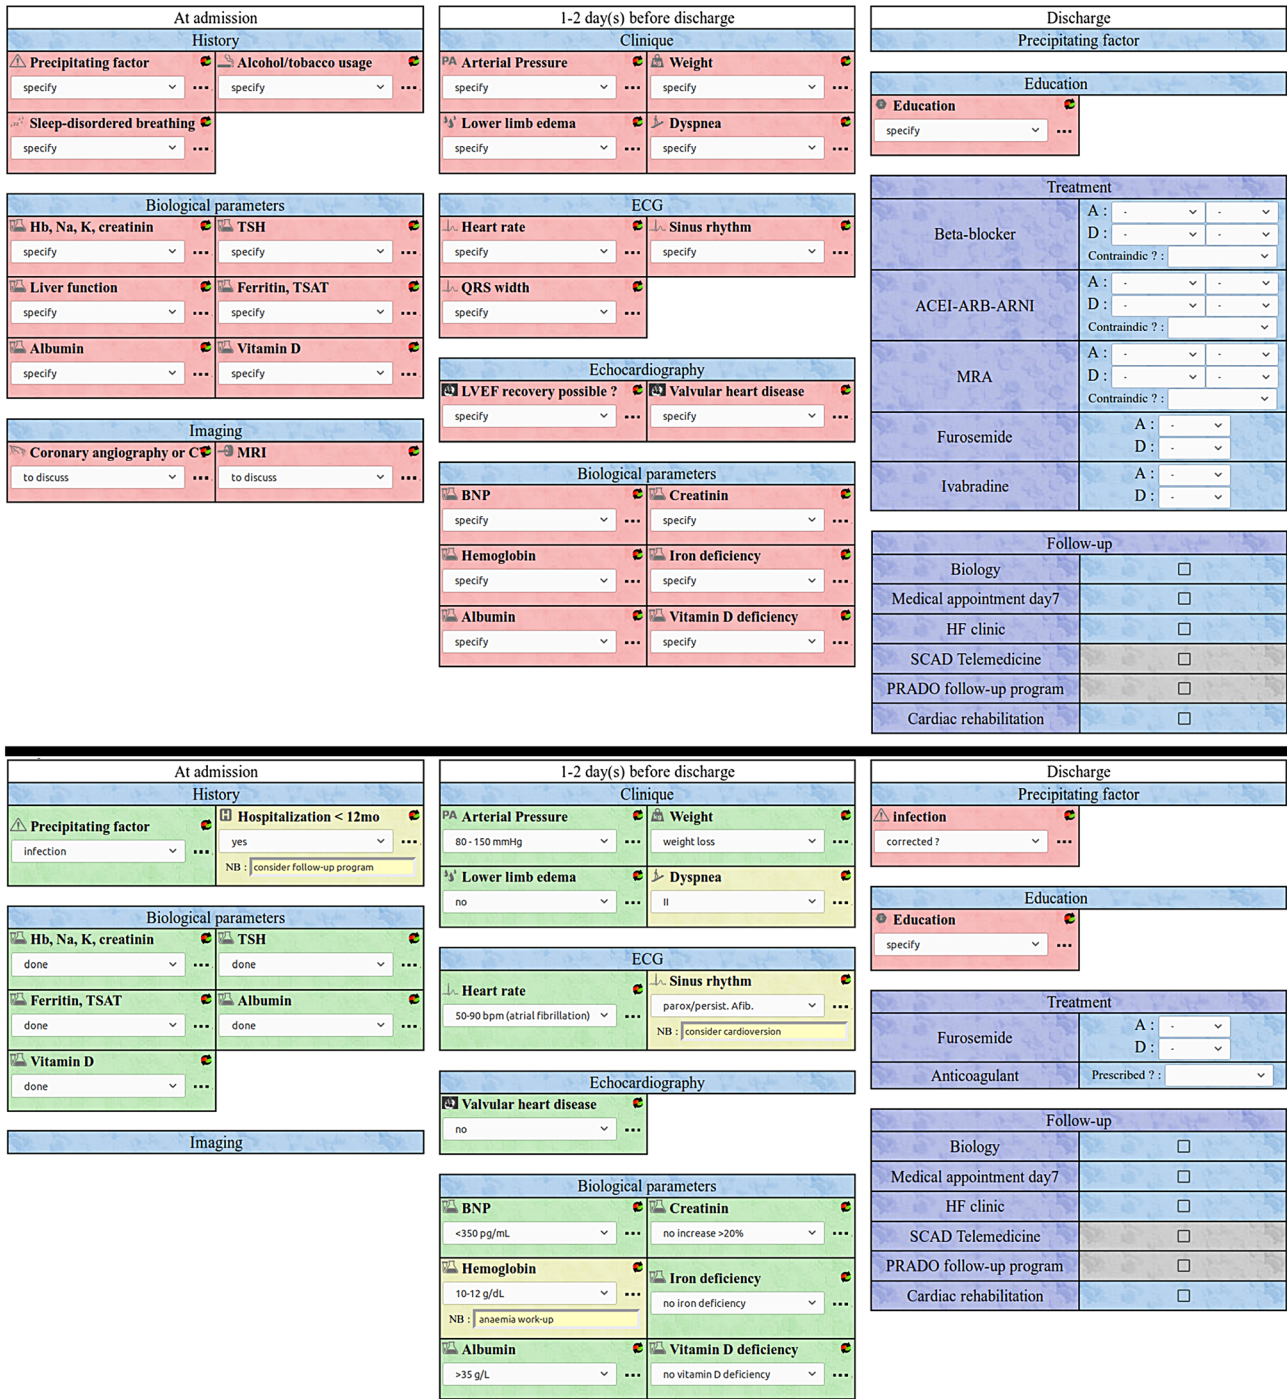 At admission
History
Precipitating factor
Alcohol/tobacco usage
specify
specify
Sleep-disordered breathing
specify
Biological parameters
Hb, Na, K, creatinin
TSH
specify
specify
Liver function
Ferritin, TSAT
specify
specify
Albumin
Vitamin D
specify
specify
Imaging
Coronary angiography or C
MRI
to discuss
to discuss
1-2 day(s) before discharge
Clinique
PA Arterial Pressure
Weight
specify
specify
Lower limb edema
Dyspnea
specify
specify
ECG
Heart rate
Sinus rhythm
specify
specify
QRS width
specify
Echocardiography
LVEF recovery possible ?
Valvular heart disease
specify
specify
Biological parameters
BNP
Creatinin
specify
specify
Hemoglobin
Iron deficiency
specify
specify
Albumin
Vitamin D deficiency
specify
specify
Discharge
Precipitating factor
Education
Education
specify
Treatment
Beta-blocker
A : - -
D : - -
Contraindic ? :
ACEI-ARB-ARNI
A : - -
D : - -
Contraindic ? :
MRA
A : - -
D : - -
Contraindic ? :
Furosemide
A : -
D : -
Ivabradine
A : -
D : -
Follow-up
Biology
Medical appointment day7
HF clinic
SCAD Telemedicine
PRADO follow-up program
Cardiac rehabilitation
At admission
History
Precipitating factor
infection
H Hospitalization < 12mo
yes
NB : consider follow-up program
Biological parameters
Hb, Na, K, creatinin
TSH
done
done
Ferritin, TSAT
Albumin
done
done
Vitamin D
done
Imaging
1-2 day(s) before discharge
Clinique
PA Arterial Pressure
Weight
80 - 150 mmHg
weight loss
Lower limb edema
Dyspnea
no
II
ECG
Heart rate
50-90 bpm (atrial fibrillation)
Sinus rhythm
parox/persist. Afib.
NB : consider cardioversion
Echocardiography
Valvular heart disease
no
Biological parameters
BNP
Creatinin
<350 pg/mL
no increase >20%
Hemoglobin
10-12 g/dL
NB : anaemia work-up
Iron deficiency
no iron deficiency
Albumin
Vitamin D deficiency
>35 g/L
no vitamin D deficiency
Discharge
Precipitating factor
infection
corrected ?
Education
Education
specify
Treatment
Furosemide
A : -
D : -
Anticoagulant
Prescribed ? :
Follow-up
Biology
Medical appointment day7
HF clinic
SCAD Telemedicine
PRADO follow-up program
Cardiac rehabilitation